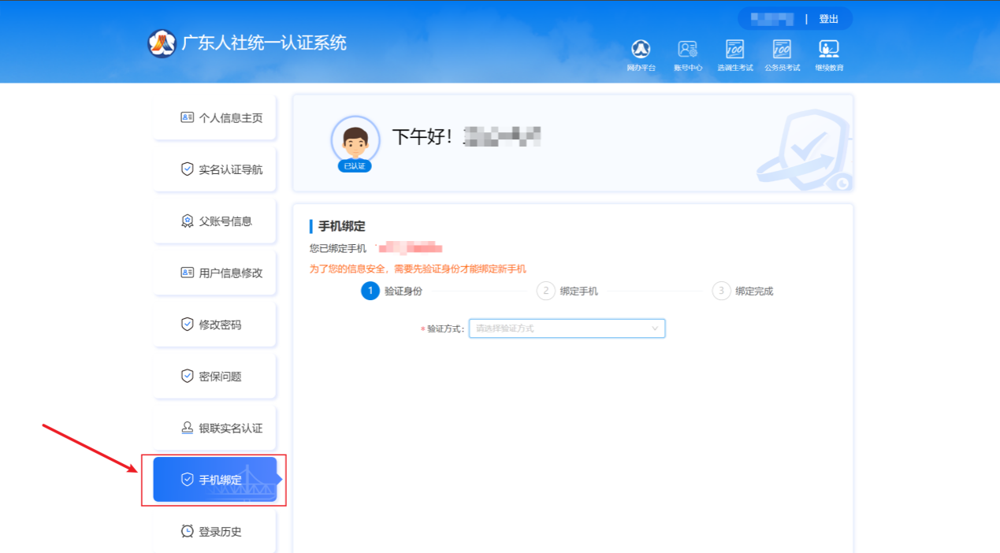 登出
广东人社统一认证系统
网办平台 账号中心 选调生考试 公务员考试 继续教育
个人信息主页
实名认证导航
父账号信息
用户信息修改
修改密码
密保问题
银联实名认证
手机绑定
登录历史
下午好！
已认证
手机绑定
您已绑定手机
为了您的信息安全，需要先验证身份才能绑定新手机
1 验证身份 2 绑定手机 3 绑定完成
* 验证方式： 请选择验证方式